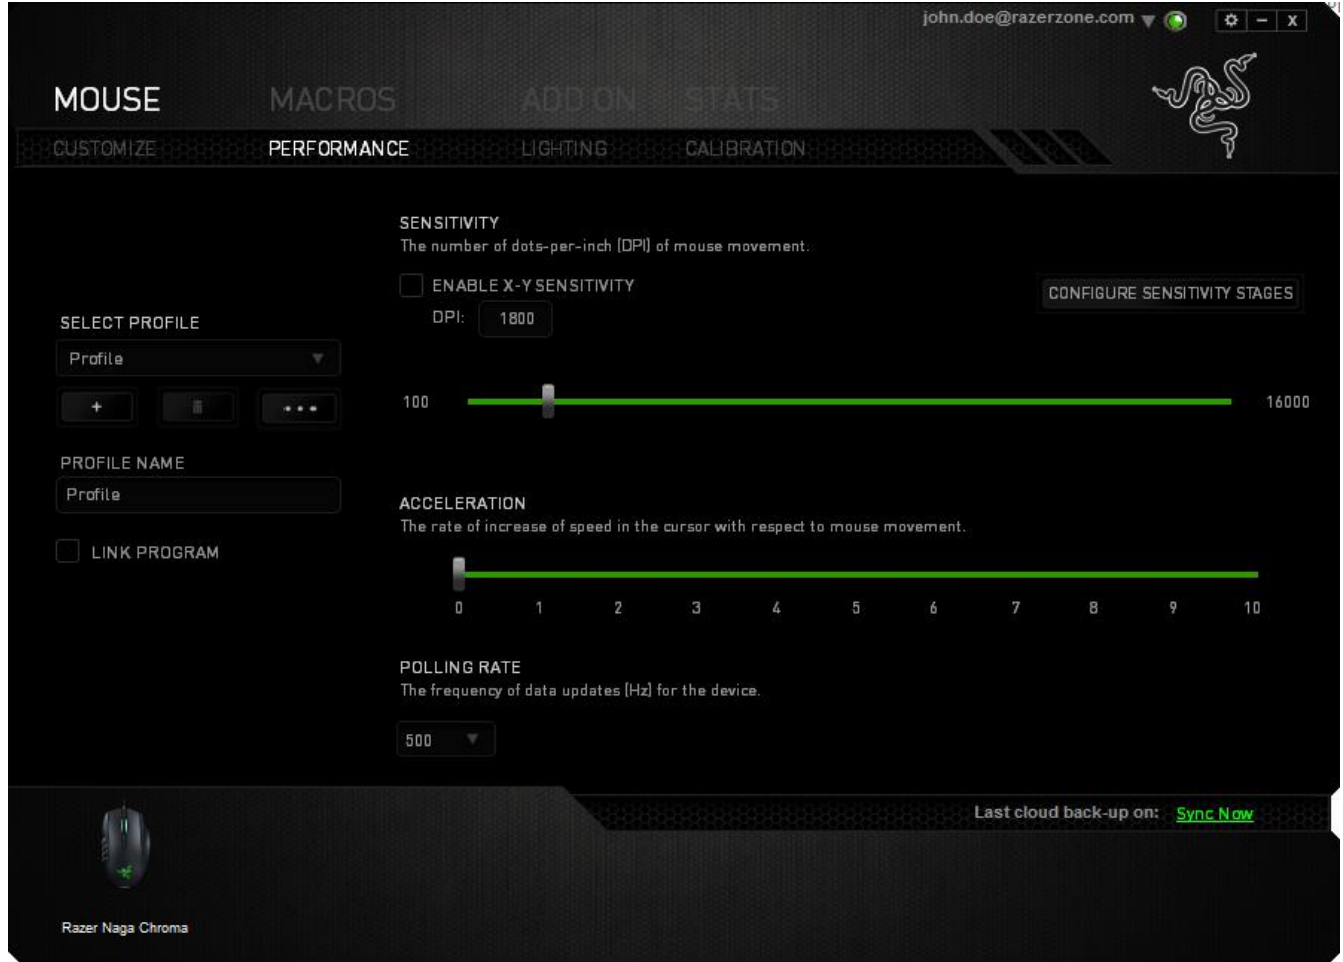 john.doe@razerzone.com
MOUSE MACROS ADD ON STATS
CUSTOMIZE PERFORMANCE LIGHTING CALIBRATION
SENSITIVITY
The number of dots-per-inch (DPI) of mouse movement.
ENABLE X-Y SENSITIVITY
CONFIGURE SENSITIVITY STAGES
DPI: 1800
SELECT PROFILE
Profile
100 16000
PROFILE NAME
Profile
LINK PROGRAM
ACCELERATION
The rate of increase of speed in the cursor with respect to mouse movement.
0 1 2 3 4 5 6 7 8 9 10
POLLING RATE
The frequency of data updates (Hz) for the device.
500
Last cloud back-up on: Sync Now
Razer Naga Chroma